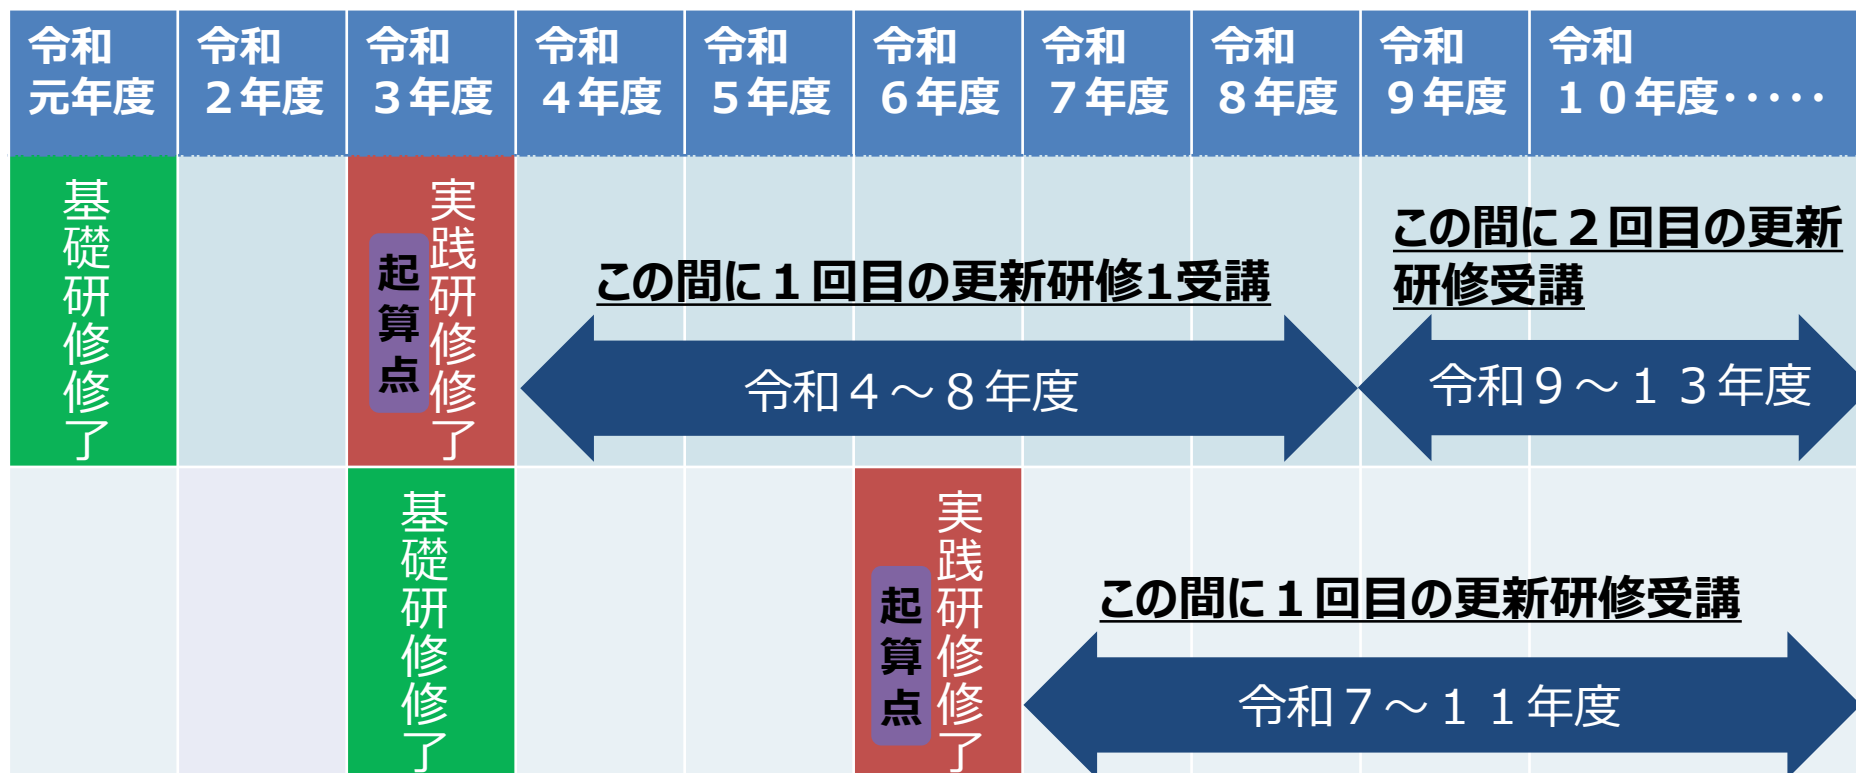 令和
元年度
令和
２年度
令和
３年度
令和
４年度
令和
５年度
令和
６年度
令和
７年度
令和
８年度
令和
９年度
令和
１０年度･････
基礎研修修了
起算点
実践研修修了
この間に１回目の更新研修1受講
令和４～８年度
この間に２回目の更新
研修受講
令和９～１３年度
基礎研修修了
起算点
実践研修修了
この間に１回目の更新研修受講
令和７～１１年度